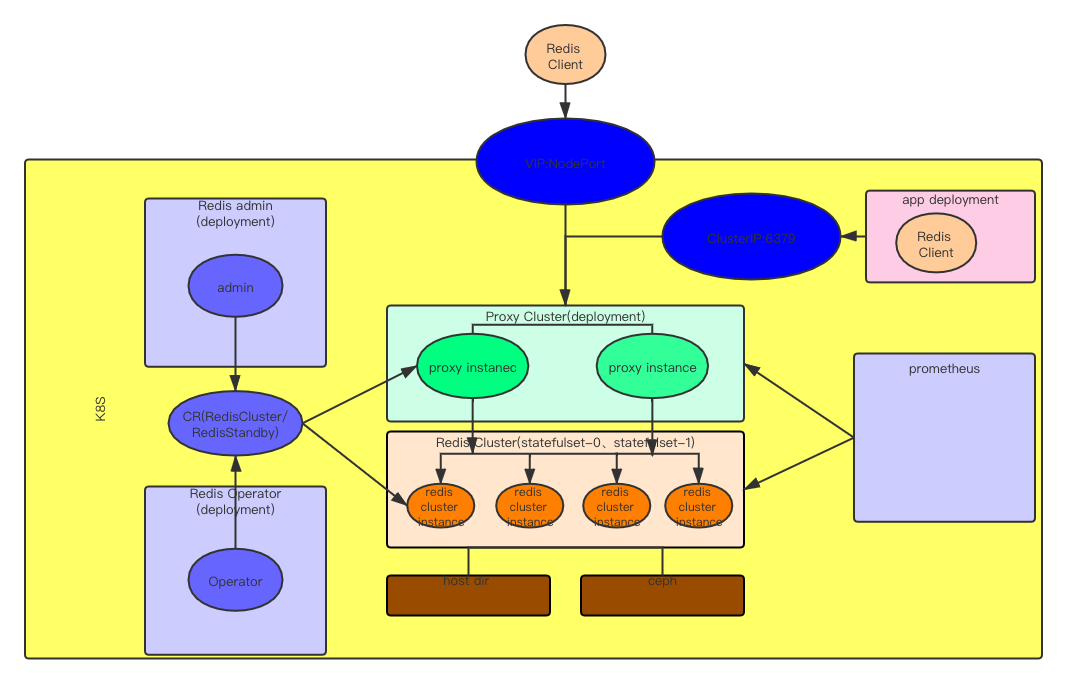 Redis
Client
VIP:NodePort
ClusterIP:6379
app deployment
Redis
Client
Redis admin
(deployment)
admin
Proxy Cluster(deployment)
proxy instanec
proxy instance
prometheus
K8S
CR(RedisCluster/
RedisStandby)
Redis Cluster(statefulset-0、statefulset-1)
redis
cluster
instance
redis
cluster
instance
redis
cluster
instance
redis
cluster
instance
Redis Operator
(deployment)
Operator
host dir
ceph